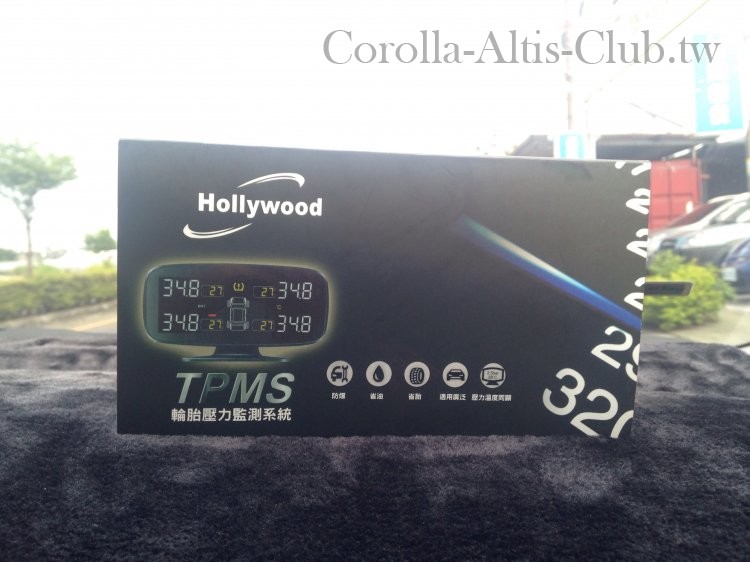 Corolla-Altis-Club.tw
Hollywood
34.8 27 27 34.8
34.8 27 27 34.8
TPMS
輪胎壓力監測系統
防爆 省油 省胎 適用廣泛 壓力溫度同顯
320